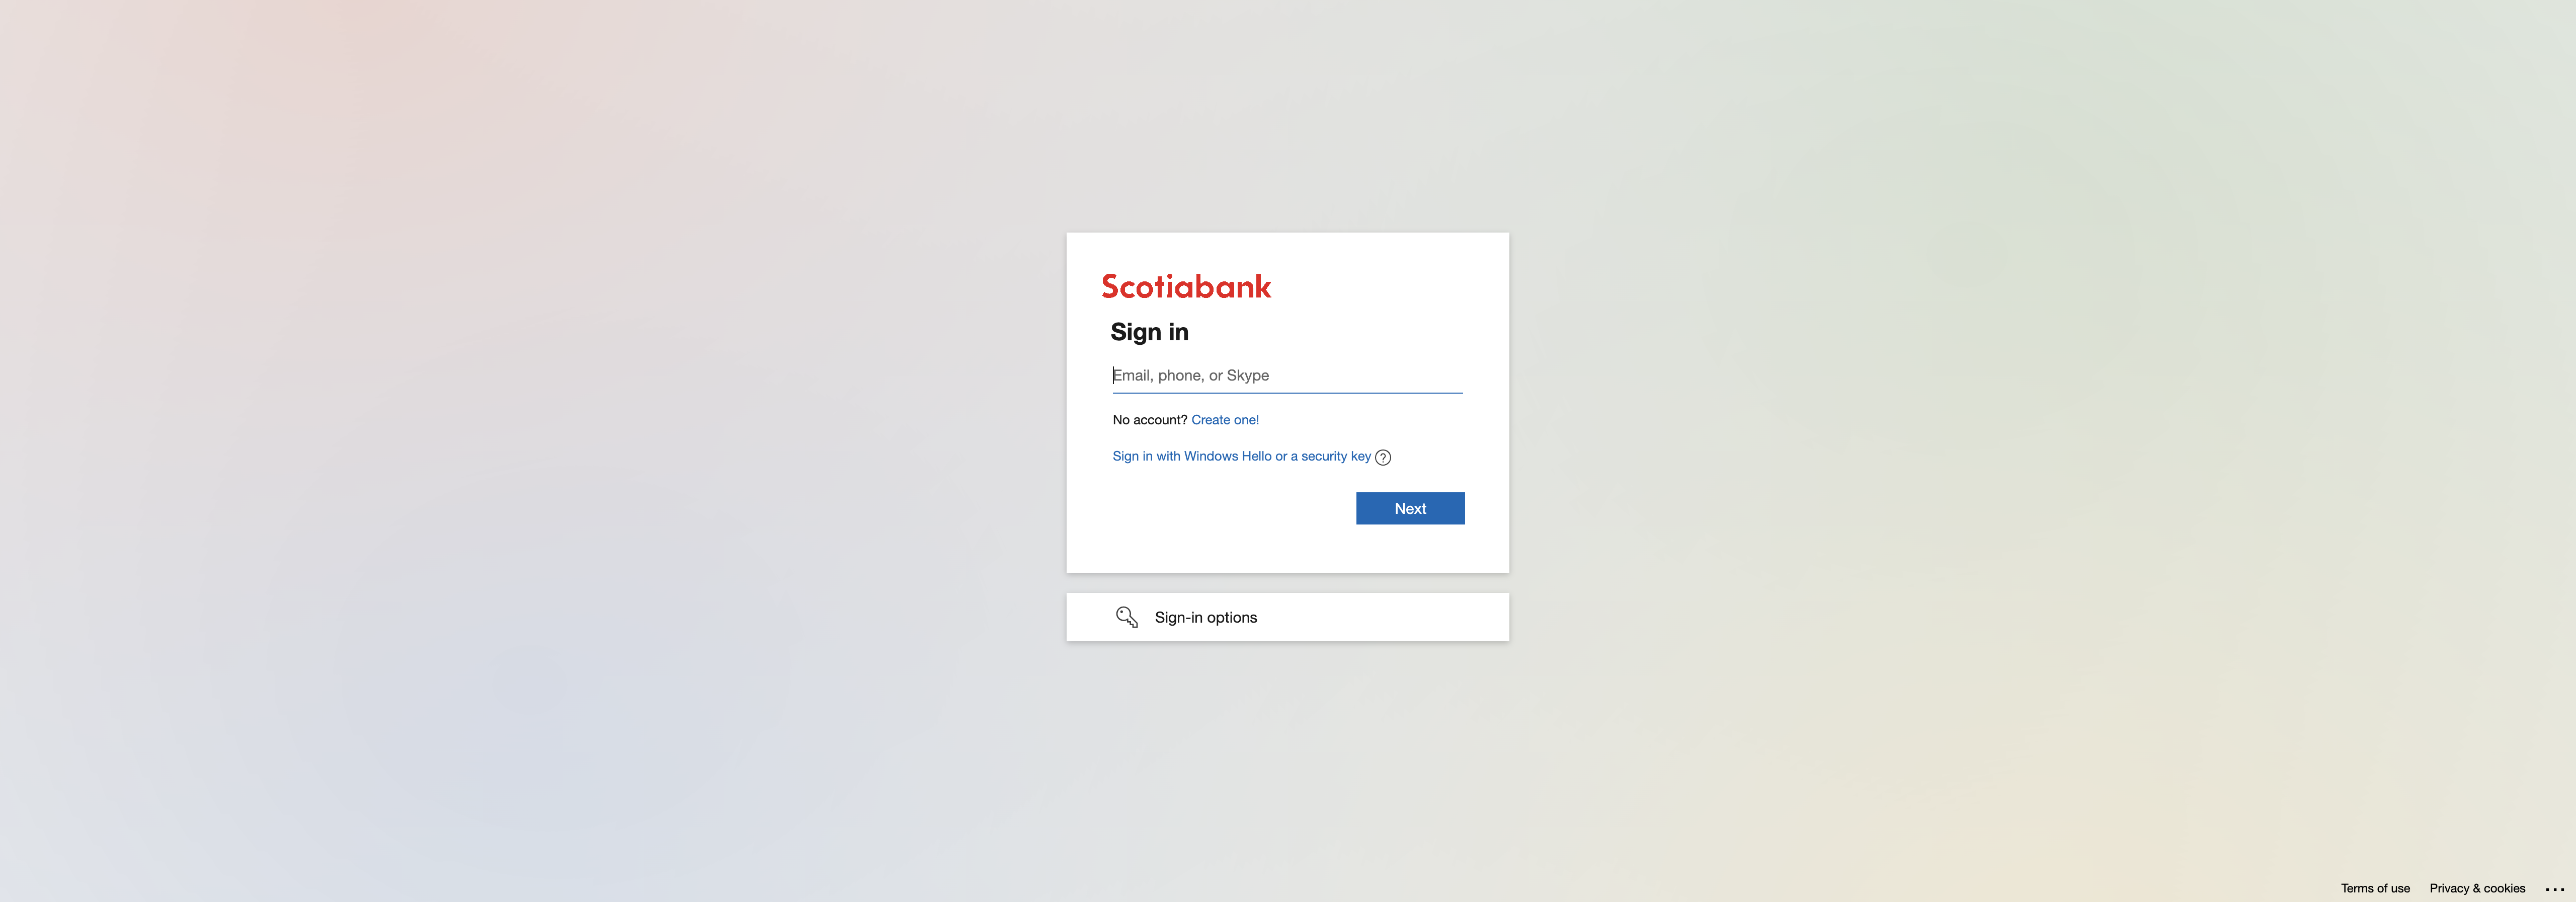 Scotiabank
Sign in
Email, phone, or Skype
No account? Create one!
Sign in with Windows Hello or a security key ?
Next
Sign-in options
Terms of use Privacy & cookies ...